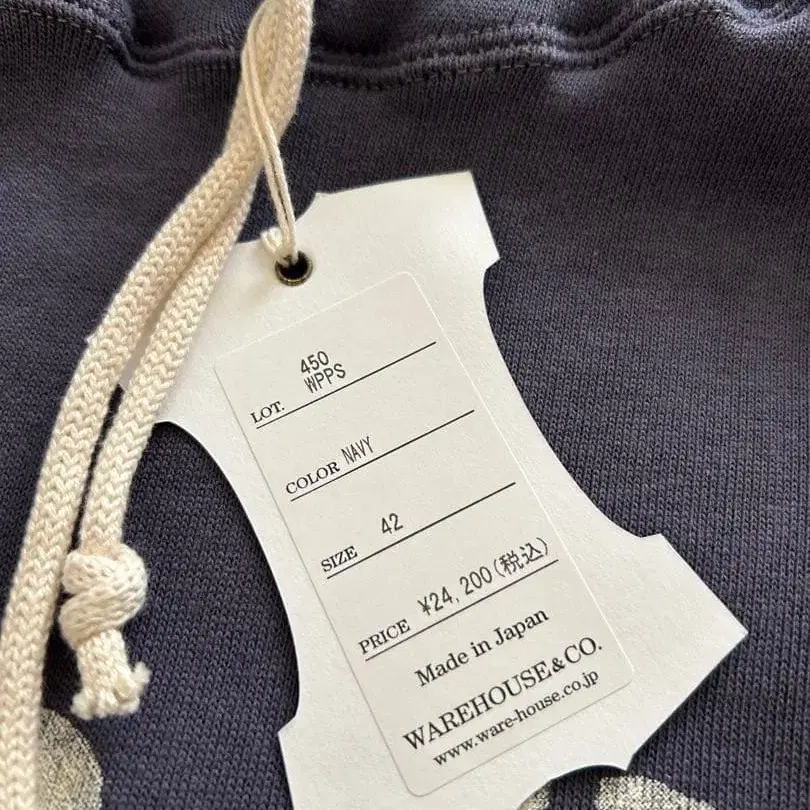 450
LOT. WPPS
COLOR NAVY
SIZE 42
PRICE ¥24,200(税込)
Made in Japan
WAREHOUSE & CO.
www.ware-house.co.jp